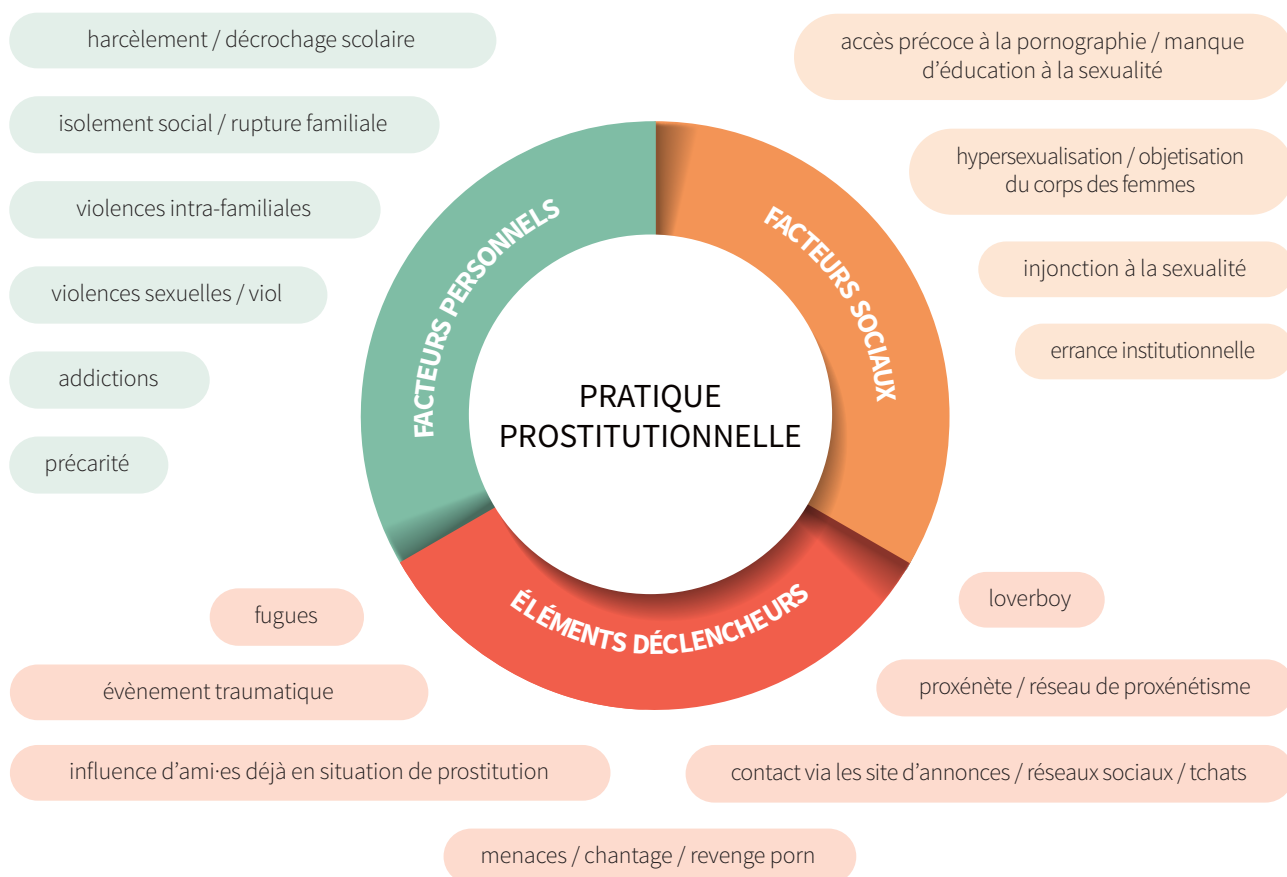 harcèlement / décrochage scolaire
isolement social / rupture familiale
violences intra-familiales
violences sexuelles / viol
addictions
précarité
accès précoce à la pornographie / manque
d’éducation à la sexualité
hypersexualisation / objetisation
du corps des femmes
injonction à la sexualité
errance institutionnelle
FACTEURS PERSONNELS
FACTEURS SOCIAUX
PRATIQUE
PROSTITUTIONNELLE
ÉLÉMENTS DÉCLENCHEURS
fugues
évènement traumatique
influence d’ami·es déjà en situation de prostitution
loverboy
proxénète / réseau de proxénétisme
contact via les site d’annonces / réseaux sociaux / tchats
menaces / chantage / revenge porn